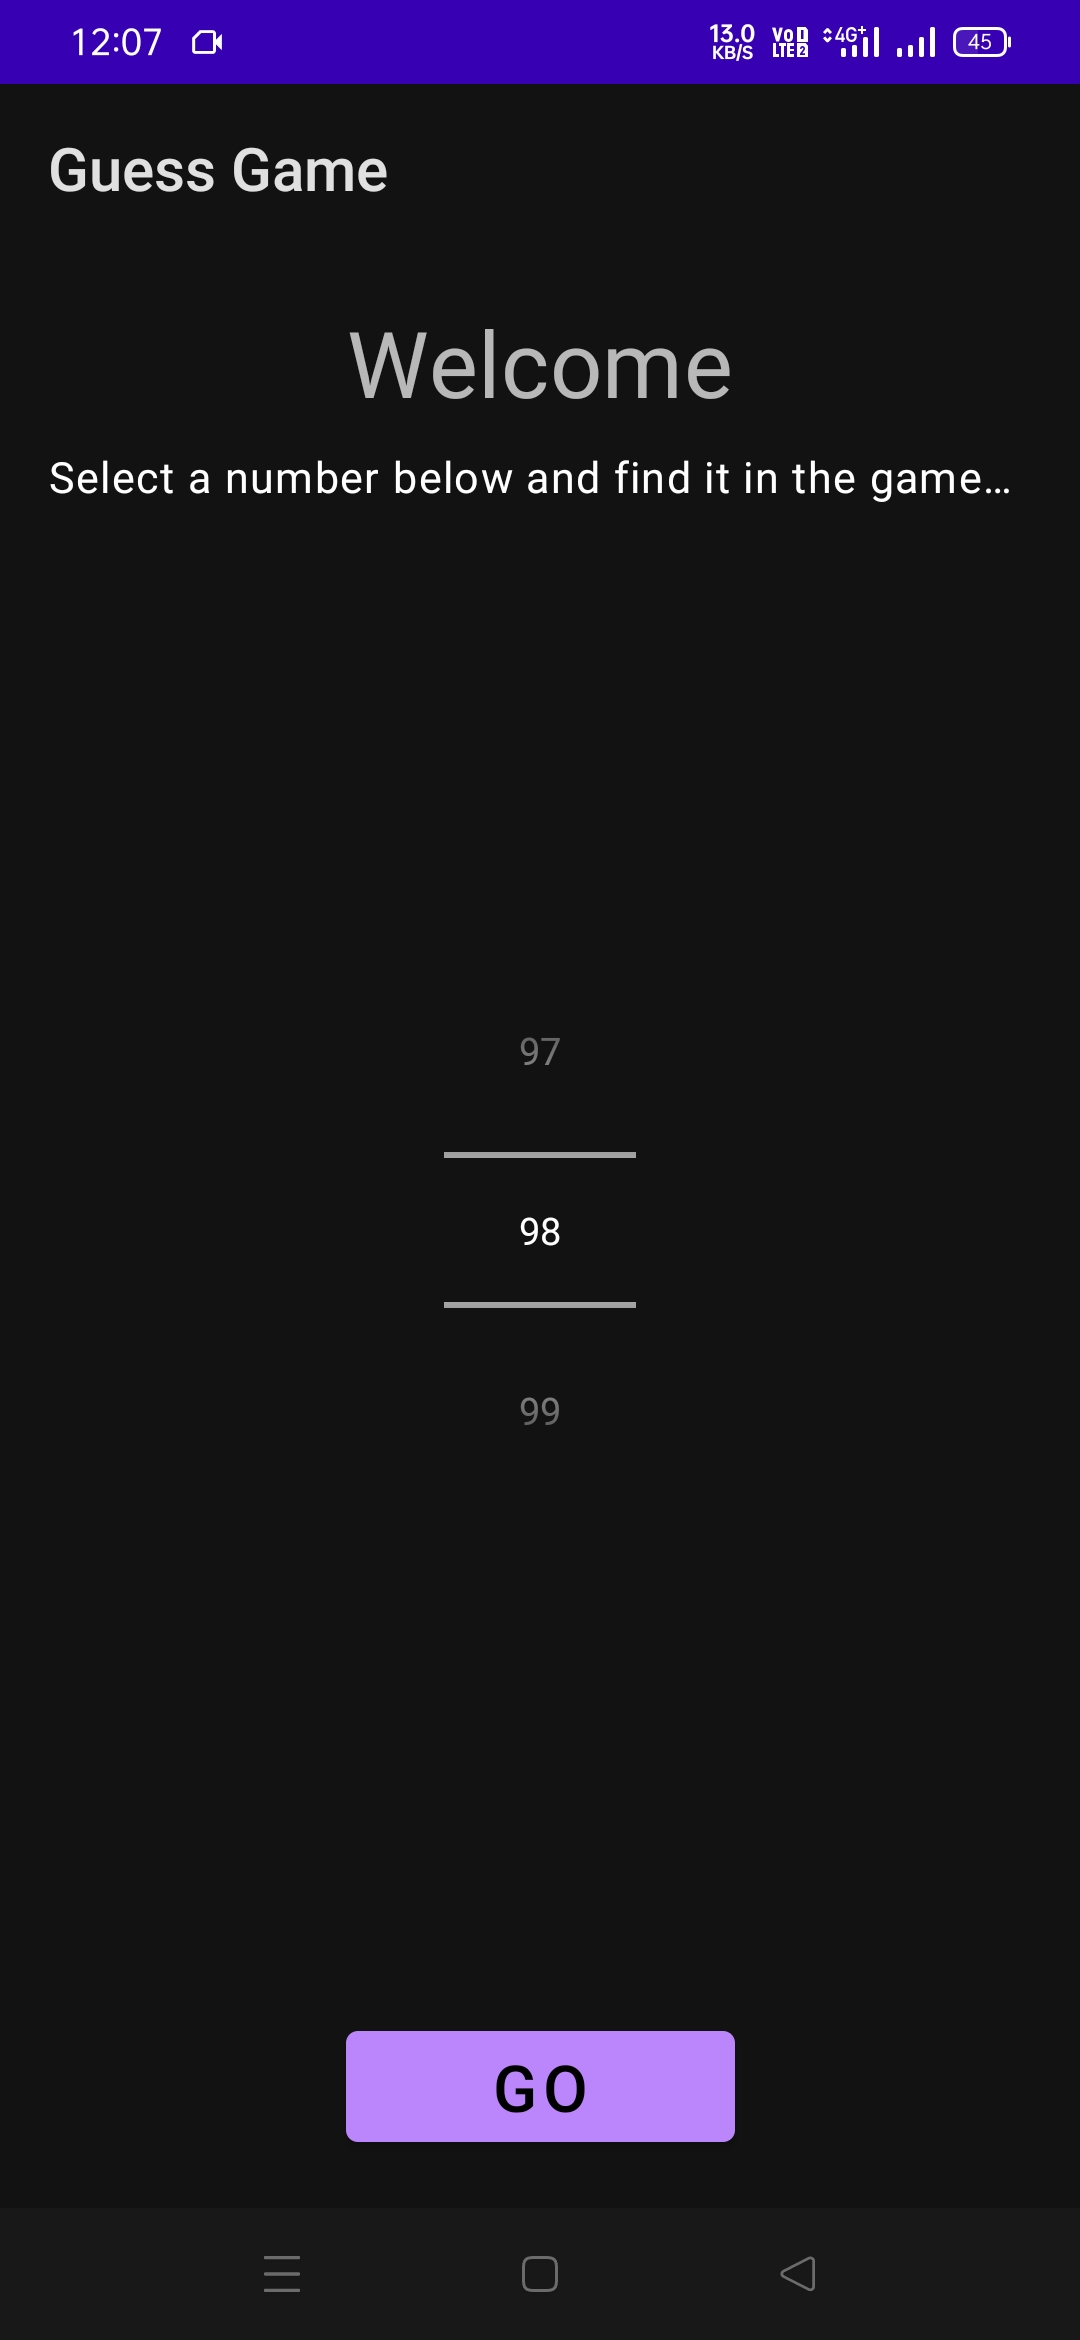 12:07 13.0 KB/S Vo 1 LTE 2 4G+ 45
Guess Game
Welcome
Select a number below and find it in the game...
97
98
99
GO